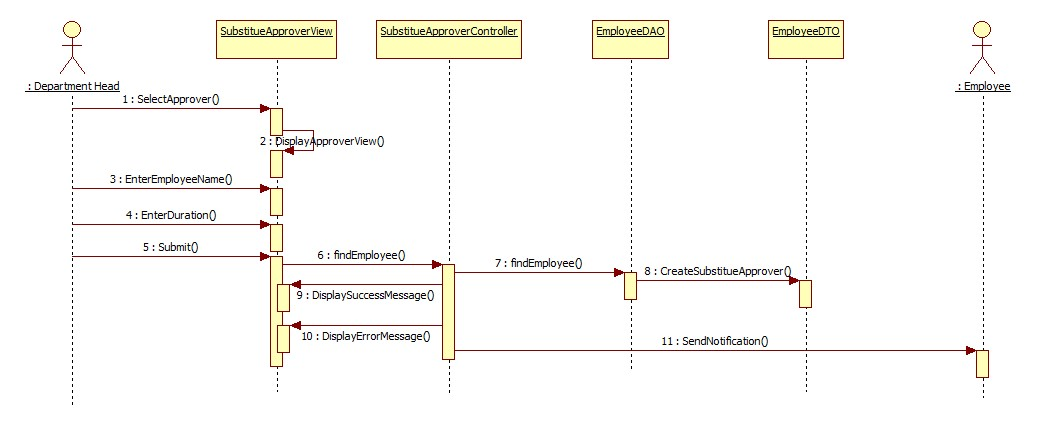 SubstitueApproverView
SubstitueApproverController
EmployeeDAO
EmployeeDTO
: Department Head
: Employee
1 : SelectApprover()
2 : DisplayApproverView()
3 : EnterEmployeeName()
4 : EnterDuration()
5 : Submit()
6 : findEmployee()
7 : findEmployee()
8 : CreateSubstitueApprover()
9 : DisplaySuccessMessage()
10 : DisplayErrorMessage()
11 : SendNotification()